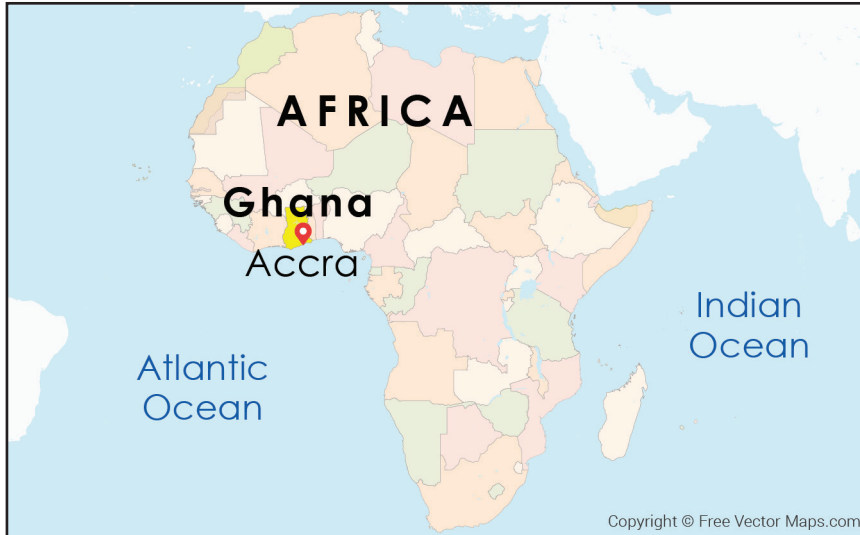 AFRICA
Ghana
Accra
Indian
Ocean
Atlantic
Ocean
Copyright © Free Vector Maps.com